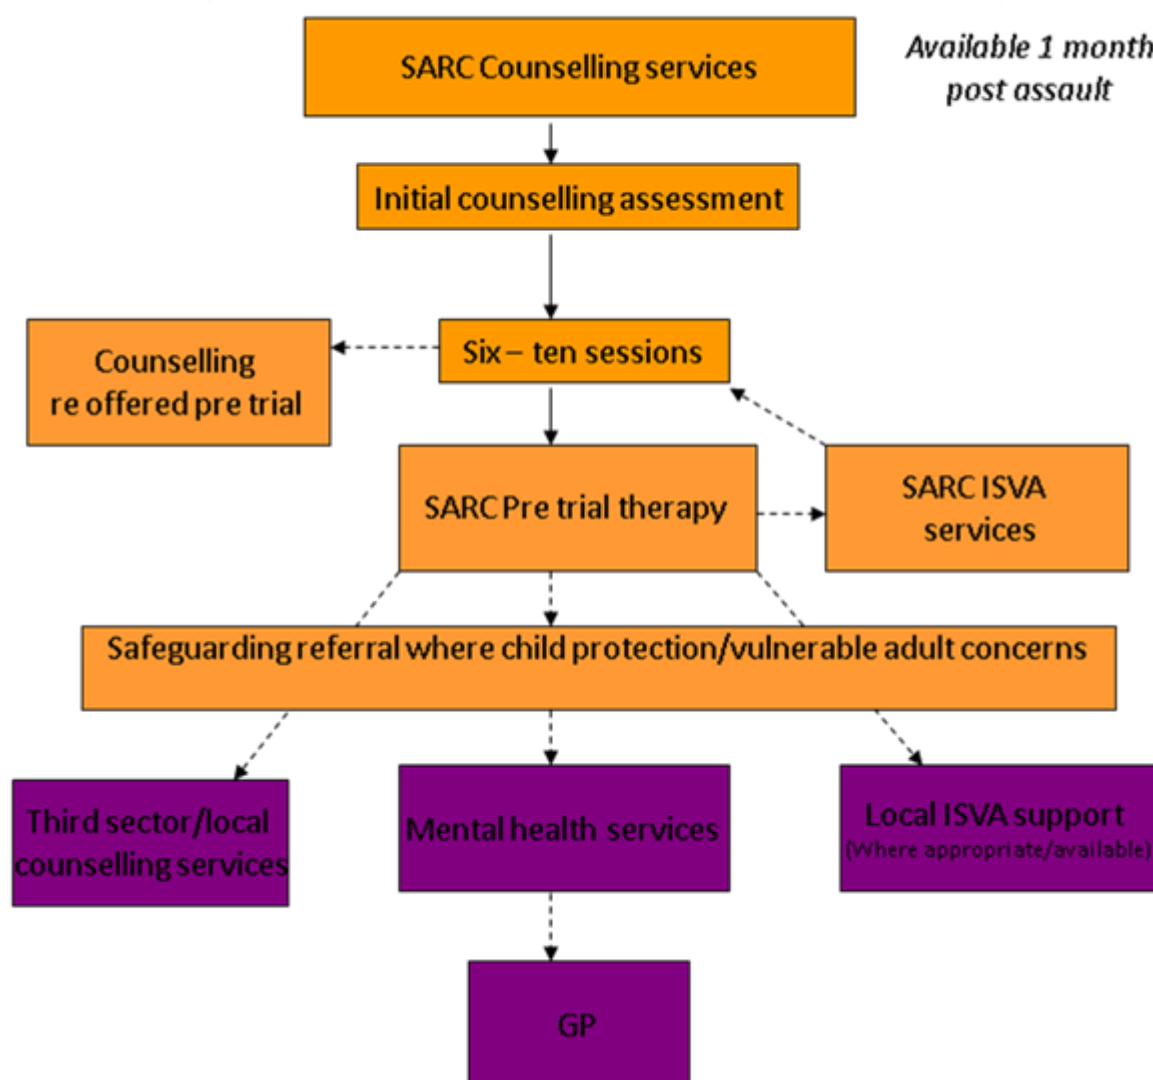 SARC Counselling services
Available 1 month
post assault
Initial counselling assessment
Six – ten sessions
Counselling
re offered pre trial
SARC Pre trial therapy
SARC ISVA
services
Safeguarding referral where child protection/vulnerable adult concerns
Third sector/local
counselling services
Mental health services
Local ISVA support
(Where appropriate/available)
GP